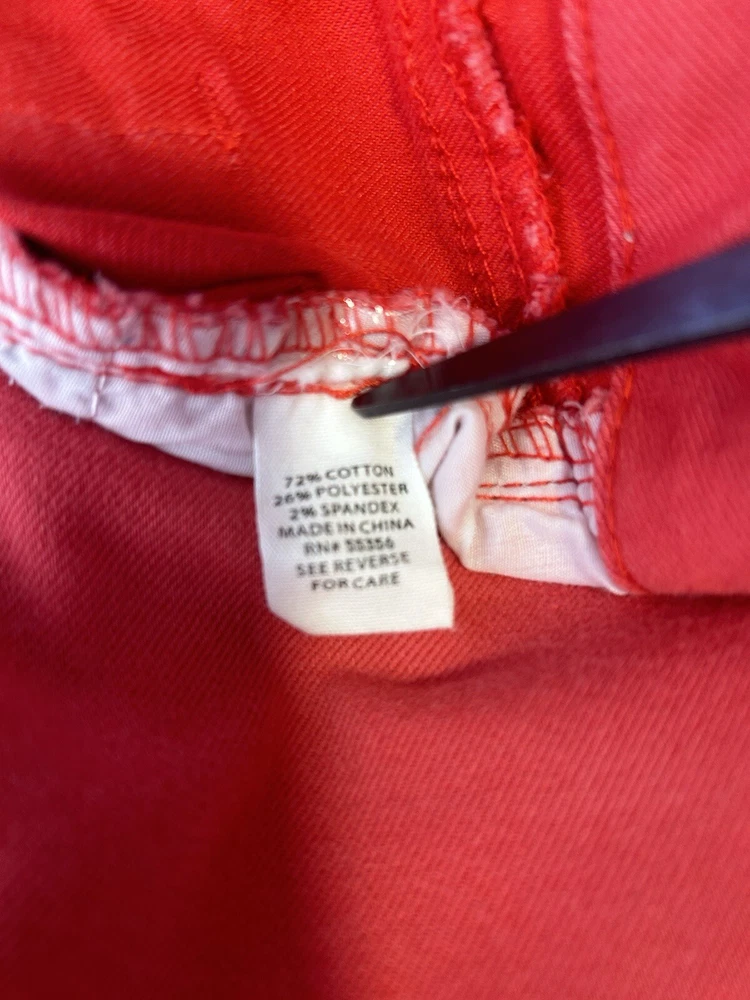 72% COTTON
26% POLYESTER
2% SPANDEX
MADE IN CHINA
RN# 55356
SEE REVERSE
FOR CARE